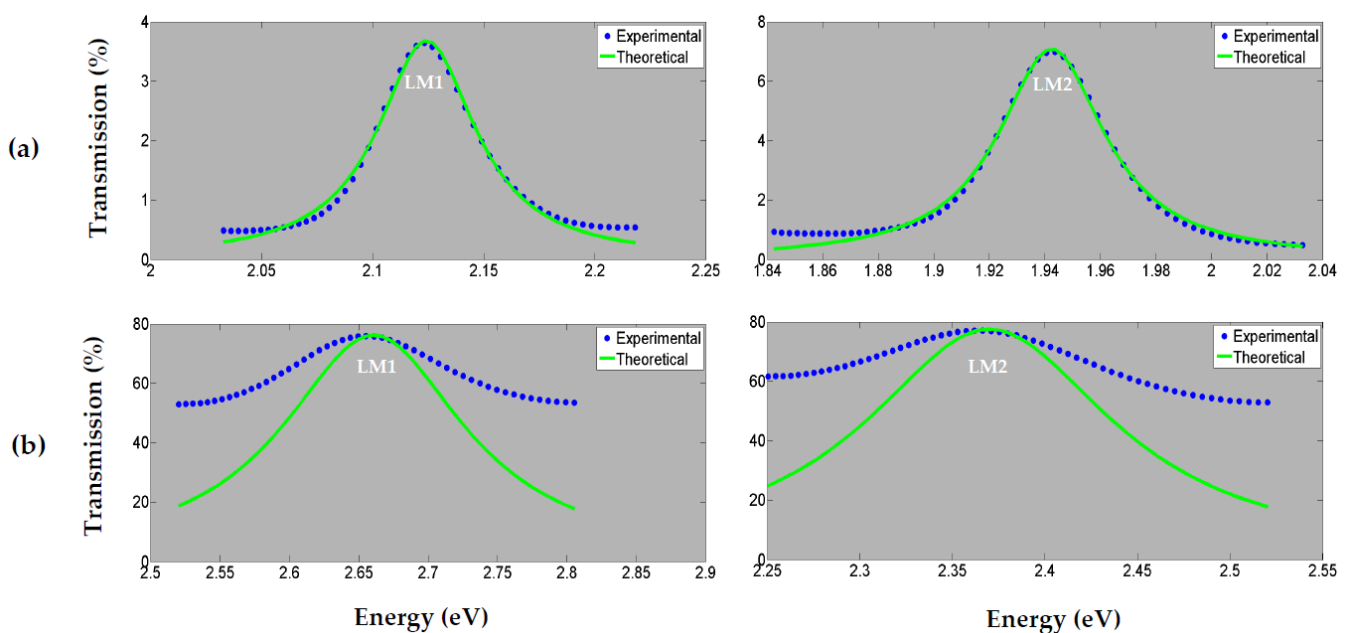 (a)
Transmission (%)
4
3
2
1
0
2
2.05
2.1
2.15
2.2
2.25
LM1
Experimental
Theoretical
8
6
4
2
0
1.84
1.86
1.88
1.9
1.92
1.94
1.96
1.98
2
2.02
2.04
LM2
Experimental
Theoretical
(b)
Transmission (%)
80
60
40
20
0
2.5
2.55
2.6
2.65
2.7
2.75
2.8
2.85
2.9
LM1
Experimental
Theoretical
Energy (eV)
80
60
40
20
0
2.25
2.3
2.35
2.4
2.45
2.5
2.55
LM2
Experimental
Theoretical
Energy (eV)